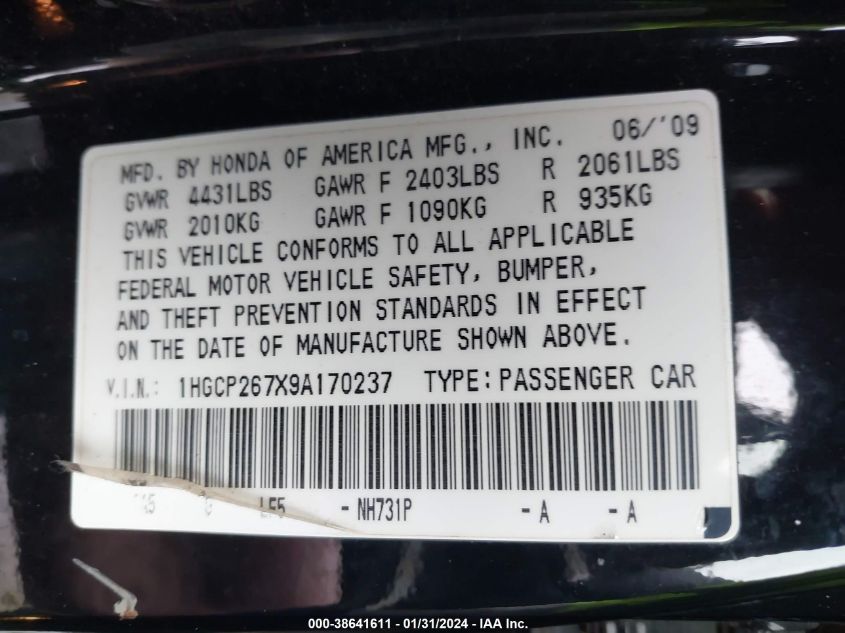 MFD. BY HONDA OF AMERICA MFG., INC. 06/'09
GVWR 4431LBS GAWR F 2403LBS R 2061LBS
GVWR 2010KG GAWR F 1090KG R 935KG
THIS VEHICLE CONFORMS TO ALL APPLICABLE
FEDERAL MOTOR VEHICLE SAFETY, BUMPER,
AND THEFT PREVENTION STANDARDS IN EFFECT
ON THE DATE OF MANUFACTURE SHOWN ABOVE.
V.I.N.: 1HGCP267X9A170237 TYPE: PASSENGER CAR
- NH731P - A - A
000-38641611 - 01/31/2024 - IAA Inc.